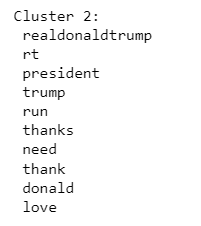 Cluster 2:
realdonaldtrump
rt
president
trump
run
thanks
need
thank
donald
love